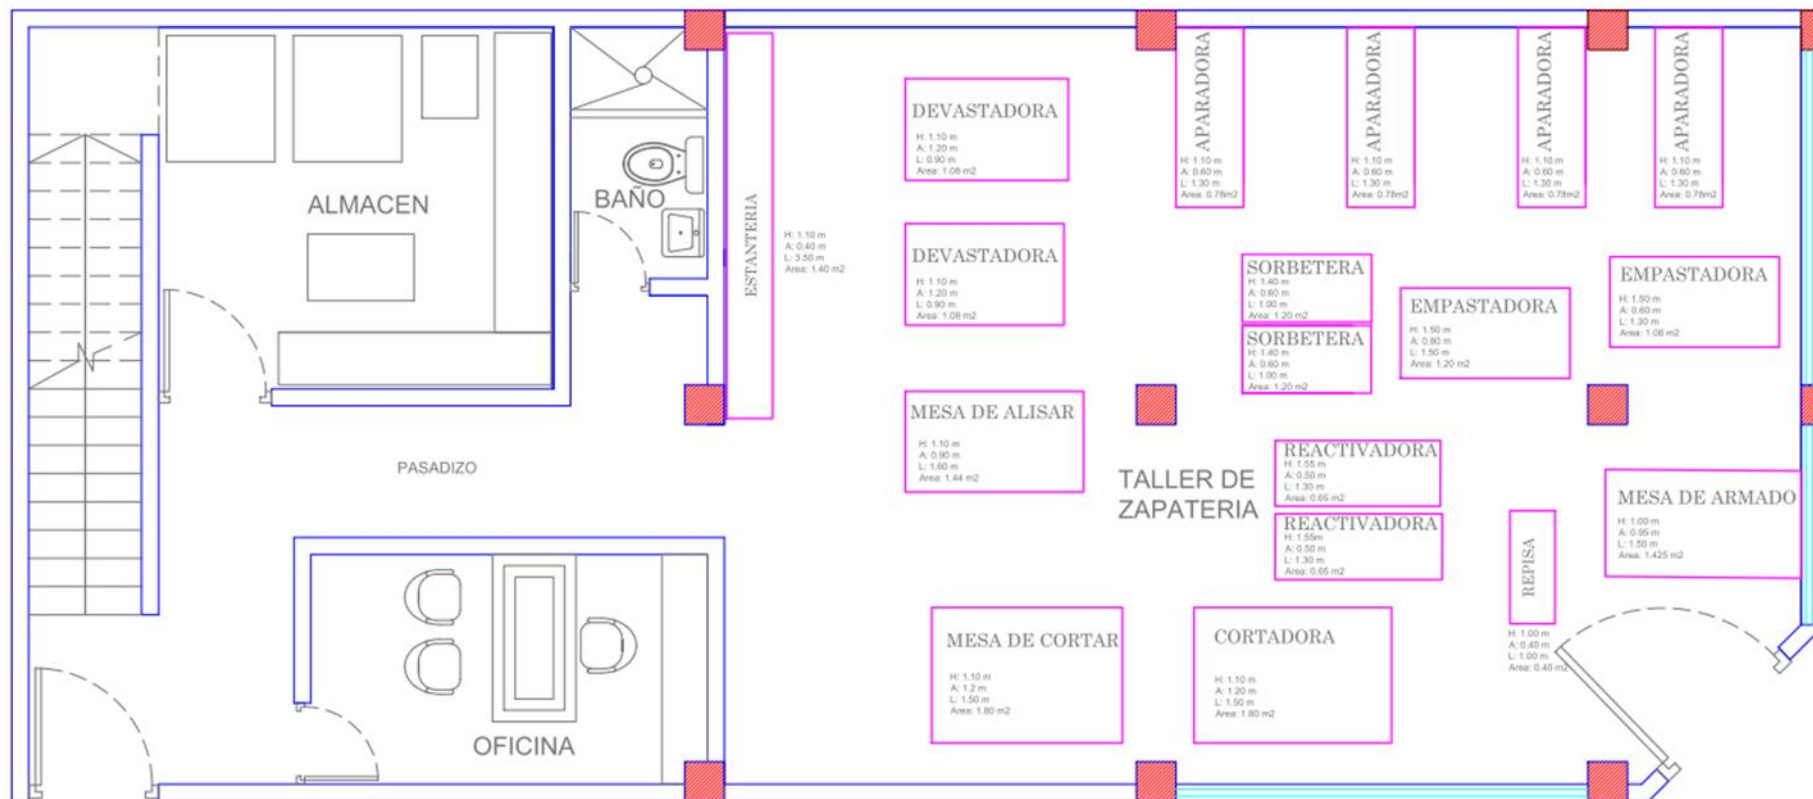 ALMACEN
BAÑO
PASADIZO
OFICINA
ESTANTERIA
H: 1.10 m
A: 0.40 m
L: 3.50 m
Area: 1.40 m2
DEVASTADORA
H: 1.10 m
A: 1.20 m
L: 0.90 m
Area: 1.08 m2
DEVASTADORA
H: 1.10 m
A: 1.20 m
L: 0.90 m
Area: 1.08 m2
MESA DE ALISAR
H: 1.10 m
A: 0.90 m
L: 1.60 m
Area: 1.44 m2
MESA DE CORTAR
H: 1.10 m
A: 1.2 m
L: 1.50 m
Area: 1.80 m2
APARADORA
H: 1.10 m
A: 0.60 m
L: 1.30 m
Area: 0.78m2
APARADORA
H: 1.10 m
A: 0.60 m
L: 1.30 m
Area: 0.78m2
APARADORA
H: 1.10 m
A: 0.60 m
L: 1.30 m
Area: 0.78m2
APARADORA
H: 1.10 m
A: 0.60 m
L: 1.30 m
Area: 0.78m2
SORBETERA
H: 1.40 m
A: 0.60 m
L: 1.00 m
Area: 1.20 m2
SORBETERA
H: 1.40 m
A: 0.60 m
L: 1.00 m
Area: 1.20 m2
EMPASTADORA
H: 1.50 m
A: 0.80 m
L: 1.50 m
Area: 1.20 m2
EMPASTADORA
H: 1.50 m
A: 0.60 m
L: 1.30 m
Area: 1.08 m2
TALLER DE
ZAPATERIA
REACTIVADORA
H: 1.55 m
A: 0.50 m
L: 1.30 m
Area: 0.65 m2
REACTIVADORA
H: 1.55m
A: 0.50 m
L: 1.30 m
Area: 0.65 m2
MESA DE ARMADO
H: 1.00 m
A: 0.95 m
L: 1.50 m
Area: 1.425 m2
REPISA
H: 1.00 m
A: 0.40 m
L: 1.00 m
Area: 0.40 m2
CORTADORA
H: 1.10 m
A: 1.20 m
L: 1.50 m
Area: 1.80 m2